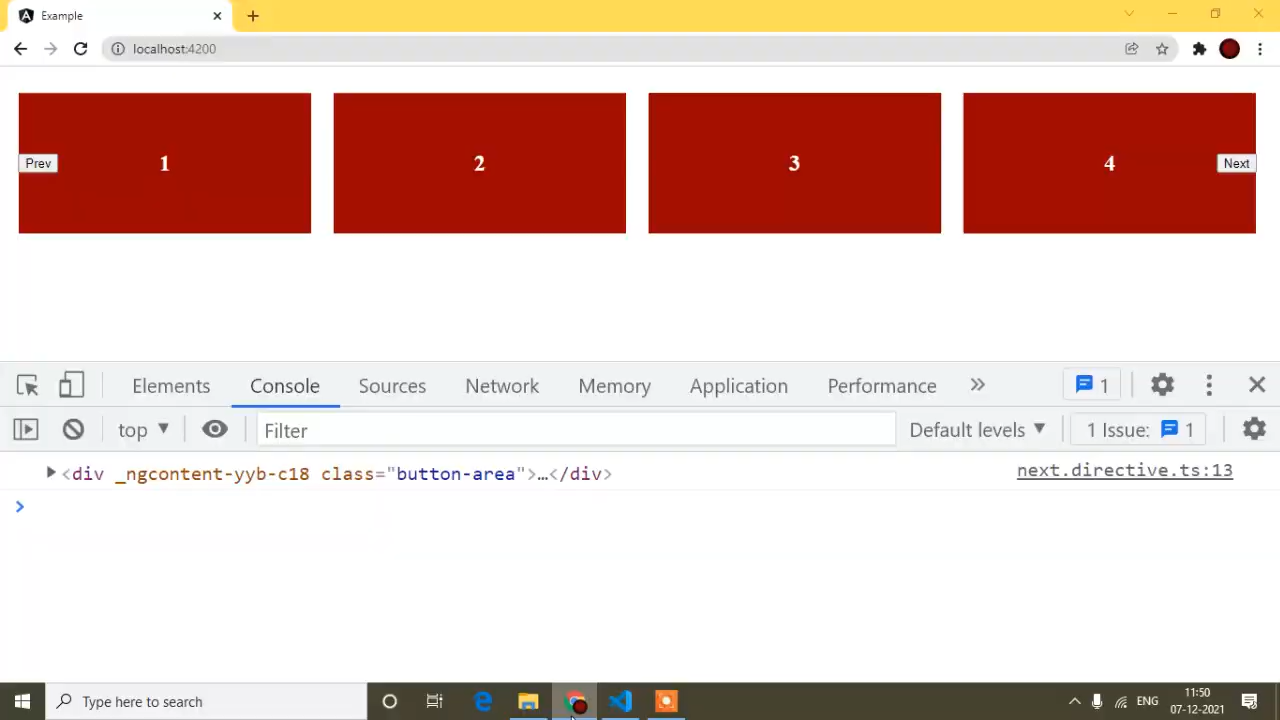 Example
localhost:4200
Prev 1 2 3 4 Next
Elements Console Sources Network Memory Application Performance » 1
top Filter Default levels 1 Issue: 1
<div _ngcontent-yyb-c18 class="button-area">…</div> next.directive.ts:13
Type here to search ENG 11:50
07-12-2021